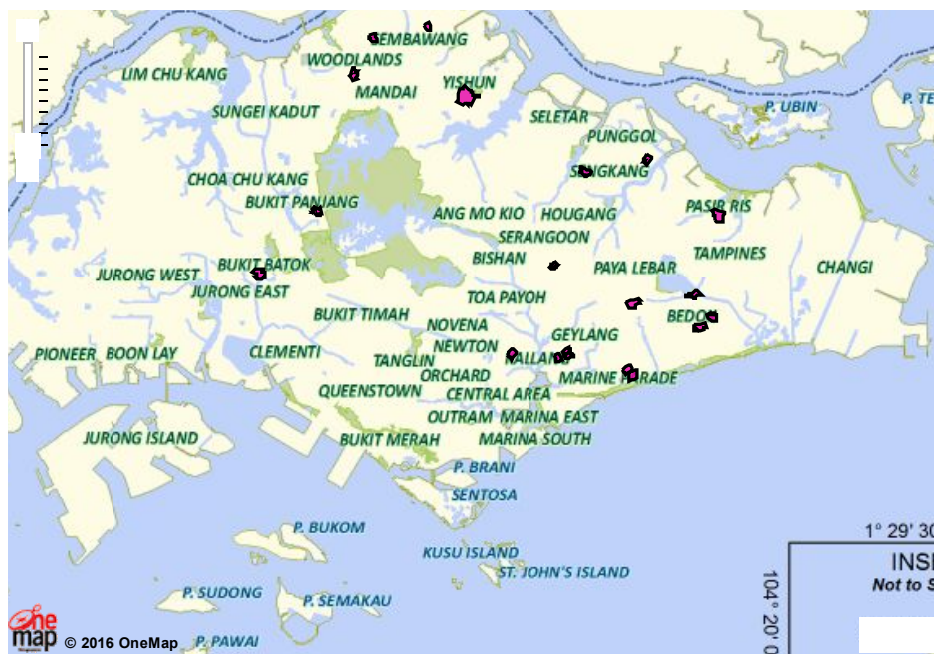 SEMBAWANG
WOODLANDS
LIM CHU KANG
MANDAI
YISHUN
SUNGEI KADUT
SELETAR
P. UBIN
P. TE
PUNGGOL
SENGKANG
CHOA CHU KANG
BUKIT PANJANG
ANG MO KIO
HOUGANG
PASIR RIS
SERANGOON
BISHAN
TAMPINES
JURONG WEST
BUKIT BATOK
PAYA LEBAR
CHANGI
JURONG EAST
TOA PAYOH
BUKIT TIMAH
NOVENA
BEDOK
NEWTON
GEYLANG
PIONEER
BOON LAY
CLEMENTI
TANGLIN
KALLANG
ORCHARD
MARINE PARADE
QUEENSTOWN
CENTRAL AREA
OUTRAM
MARINA EAST
JURONG ISLAND
BUKIT MERAH
MARINA SOUTH
P. BRANI
SENTOSA
P. BUKOM
1° 29' 30
KUSU ISLAND
INS
Not to S
ST. JOHN'S ISLAND
104° 20' 0
P. SUDONG
P. SEMAKAU
one
map
© 2016 OneMap
P. PAWAI